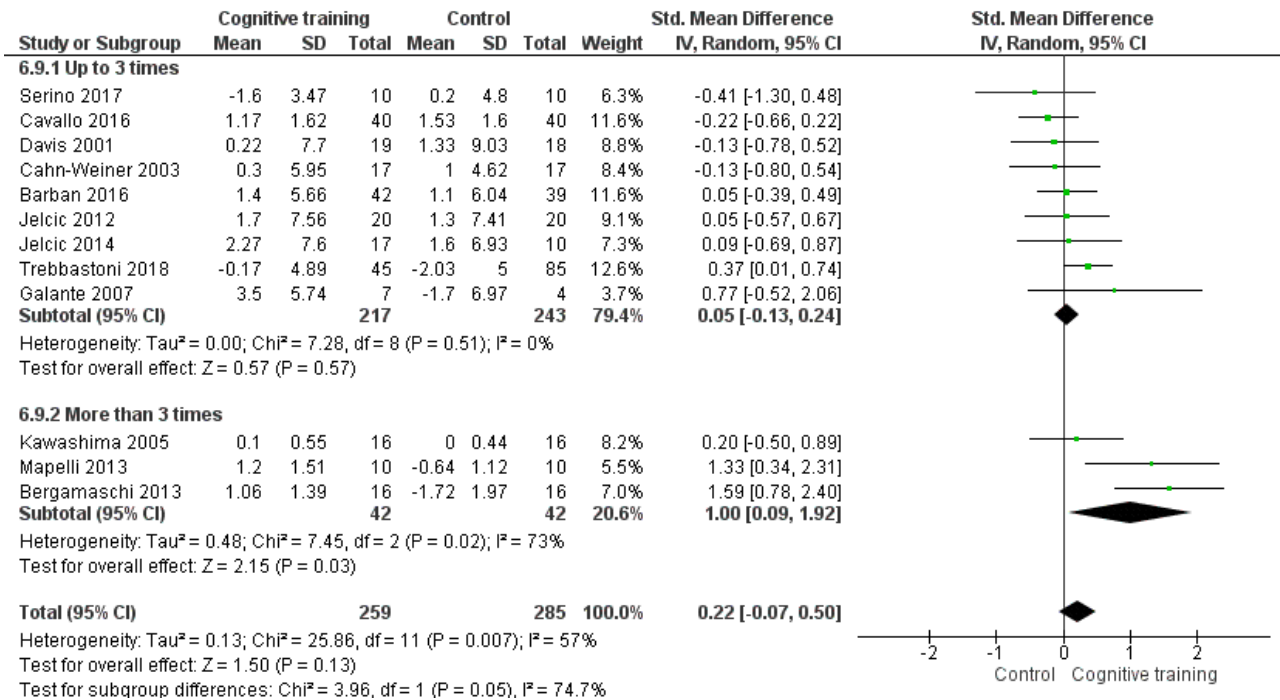 Cognitive training Control Std. Mean Difference Std. Mean Difference
Study or Subgroup Mean SD Total Mean SD Total Weight IV, Random, 95% CI IV, Random, 95% CI
6.9.1 Up to 3 times
Serino 2017 -1.6 3.47 10 0.2 4.8 10 6.3% -0.41 [-1.30, 0.48]
Cavallo 2016 1.17 1.62 40 1.53 1.6 40 11.6% -0.22 [-0.66, 0.22]
Davis 2001 0.22 7.7 19 1.33 9.03 18 8.8% -0.13 [-0.78, 0.52]
Cahn-Weiner 2003 0.3 5.95 17 1 4.62 17 8.4% -0.13 [-0.80, 0.54]
Barban 2016 1.4 5.66 42 1.1 6.04 39 11.6% 0.05 [-0.39, 0.49]
Jelcic 2012 1.7 7.56 20 1.3 7.41 20 9.1% 0.05 [-0.57, 0.67]
Jelcic 2014 2.27 7.6 17 1.6 6.93 10 7.3% 0.09 [-0.69, 0.87]
Trebbastoni 2018 -0.17 4.89 45 -2.03 5 85 12.6% 0.37 [0.01, 0.74]
Galante 2007 3.5 5.74 7 -1.7 6.97 4 3.7% 0.77 [-0.52, 2.06]
Subtotal (95% CI) 217 243 79.4% 0.05 [-0.13, 0.24]
Heterogeneity: Tau² = 0.00; Chi² = 7.28, df = 8 (P = 0.51); I² = 0%
Test for overall effect: Z = 0.57 (P = 0.57)
6.9.2 More than 3 times
Kawashima 2005 0.1 0.55 16 0 0.44 16 8.2% 0.20 [-0.50, 0.89]
Mapelli 2013 1.2 1.51 10 -0.64 1.12 10 5.5% 1.33 [0.34, 2.31]
Bergamaschi 2013 1.06 1.39 16 -1.72 1.97 16 7.0% 1.59 [0.78, 2.40]
Subtotal (95% CI) 42 42 20.6% 1.00 [0.09, 1.92]
Heterogeneity: Tau² = 0.48; Chi² = 7.45, df = 2 (P = 0.02); I² = 73%
Test for overall effect: Z = 2.15 (P = 0.03)
Total (95% CI) 259 285 100.0% 0.22 [-0.07, 0.50]
Heterogeneity: Tau² = 0.13; Chi² = 25.86, df = 11 (P = 0.007); I² = 57%
Test for overall effect: Z = 1.50 (P = 0.13)
Test for subgroup differences: Chi² = 3.96, df = 1 (P = 0.05), I² = 74.7%
-2 -1 0 1 2
Control Cognitive training